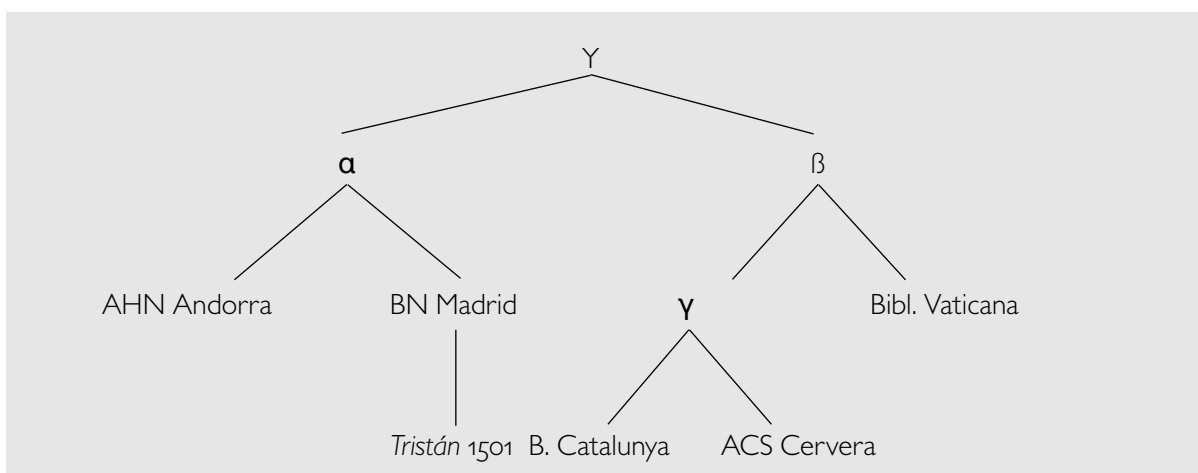 Y
α ß
AHN Andorra BN Madrid γ Bibl. Vaticana
Tristán 1501 B. Catalunya ACS Cervera